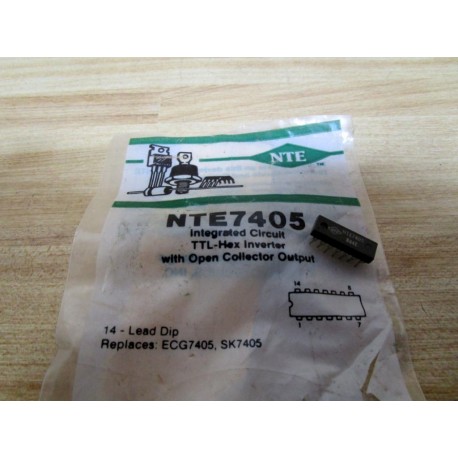 NTE
TM
NTE7405
Integrated Circuit
TTL-Hex Inverter
with Open Collector Output
14 8
14 - Lead Dip
Replaces: ECG7405, SK7405
1 7